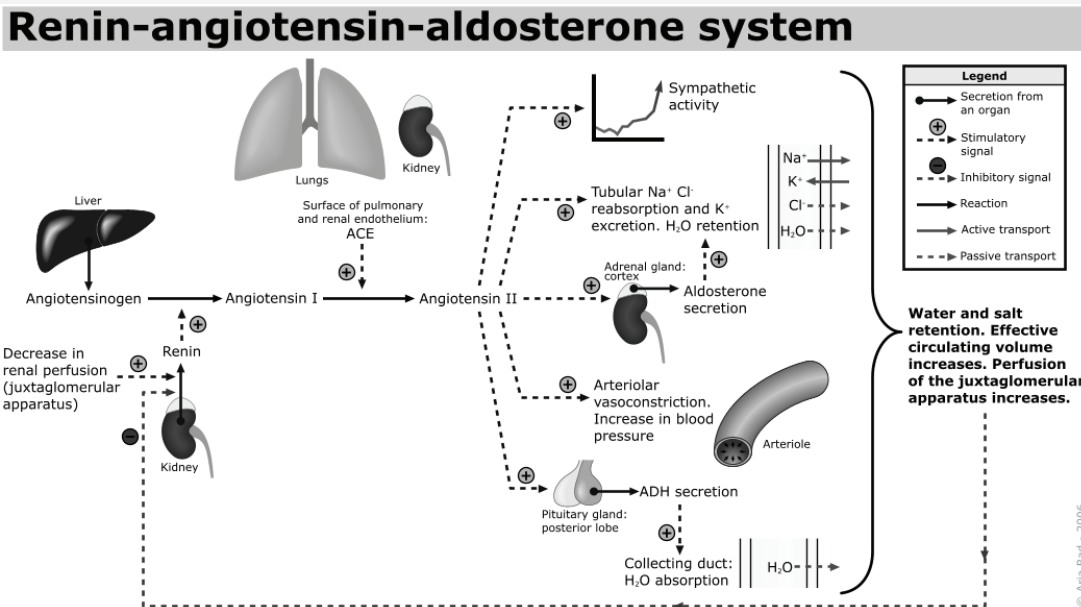 Renin-angiotensin-aldosterone system
Liver
Angiotensinogen
Decrease in
renal perfusion
(juxtaglomerular
apparatus)
Renin
Kidney
Lungs
Kidney
Surface of pulmonary
and renal endothelium:
ACE
Angiotensin I
Angiotensin II
Sympathetic
activity
Tubular Na⁺ Cl⁻
reabsorption and K⁺
excretion. H₂O retention
Adrenal gland:
cortex
Aldosterone
secretion
Arteriolar
vasoconstriction.
Increase in blood
pressure
Arteriole
Pituitary gland:
posterior lobe
ADH secretion
Collecting duct:
H₂O absorption
H₂O
Na⁺
K⁺
Cl⁻
H₂O
Legend
Secretion from
an organ
Stimulatory
signal
Inhibitory signal
Reaction
Active transport
Passive transport
Water and salt
retention. Effective
circulating volume
increases. Perfusion
of the juxtaglomerular
apparatus increases.